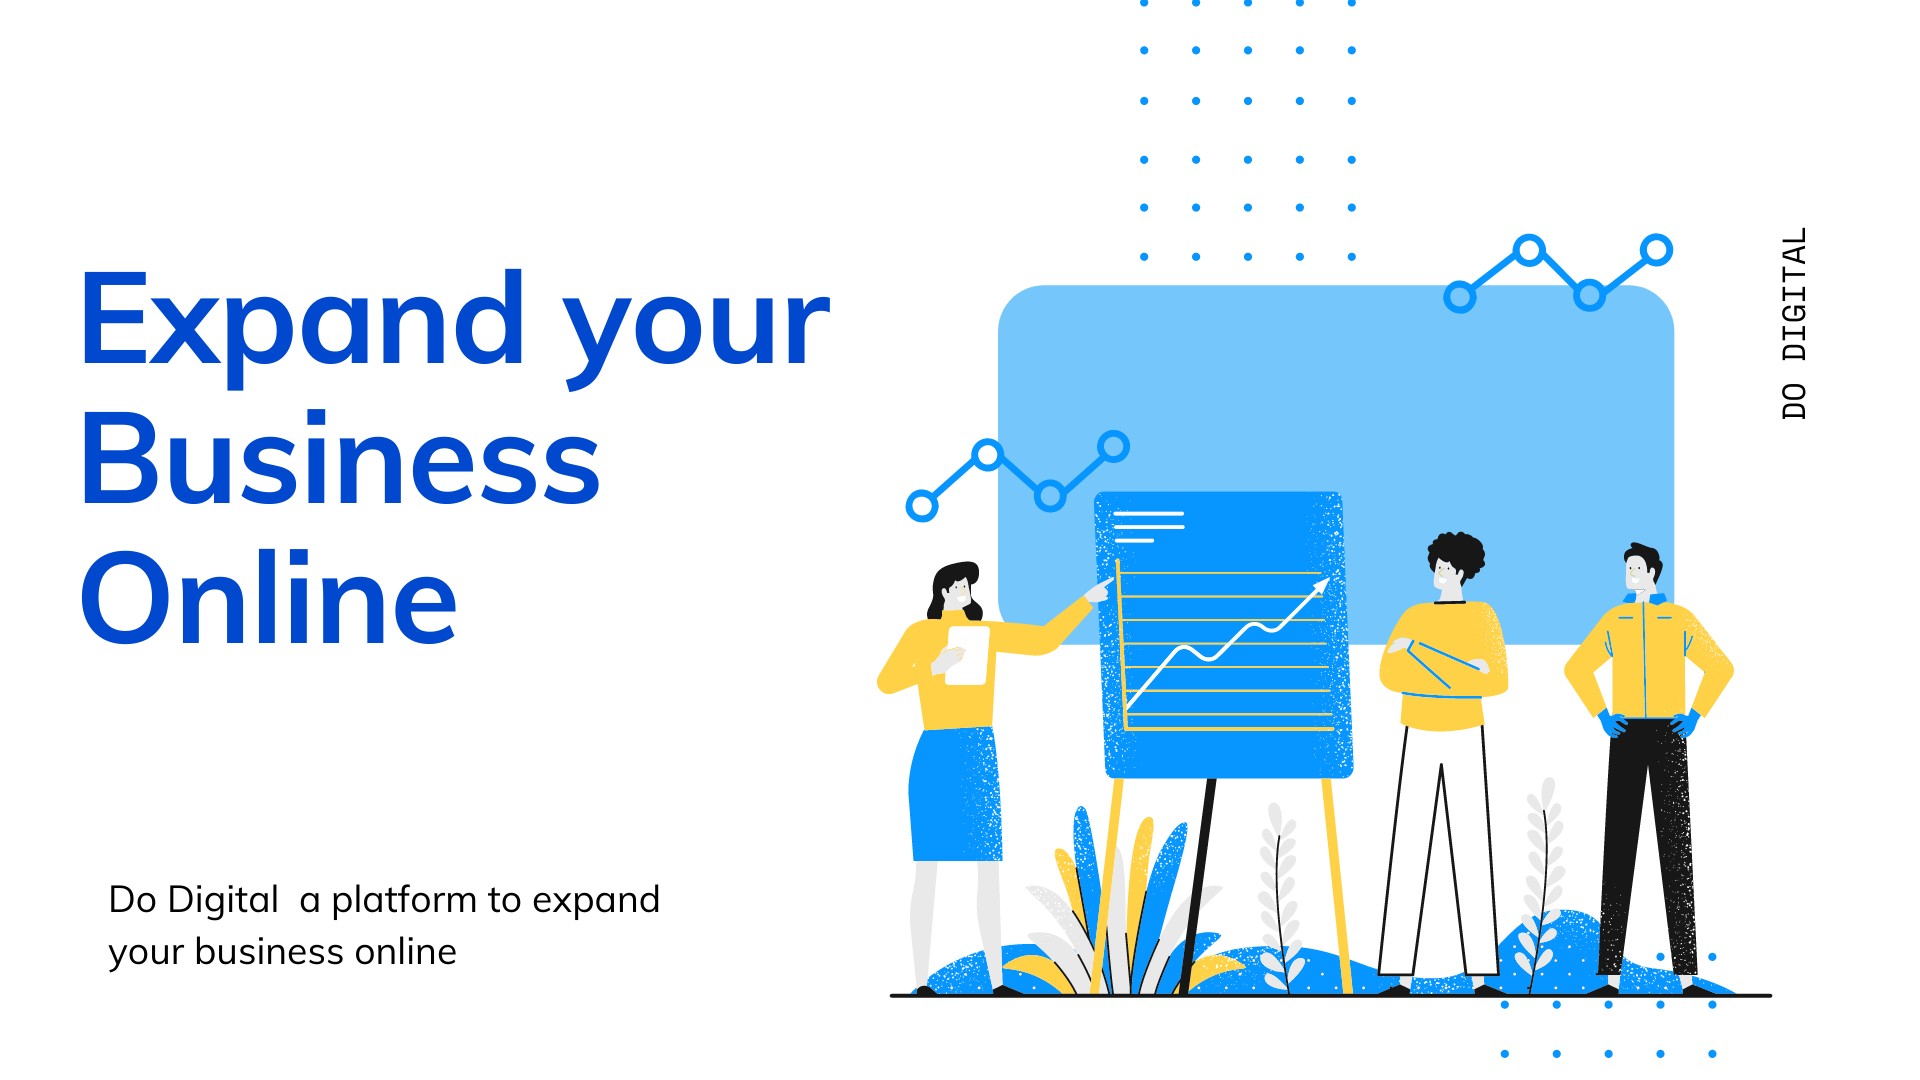 Expand your
Business
Online
Do Digital  a platform to expand
your business online
DO DIGITAL